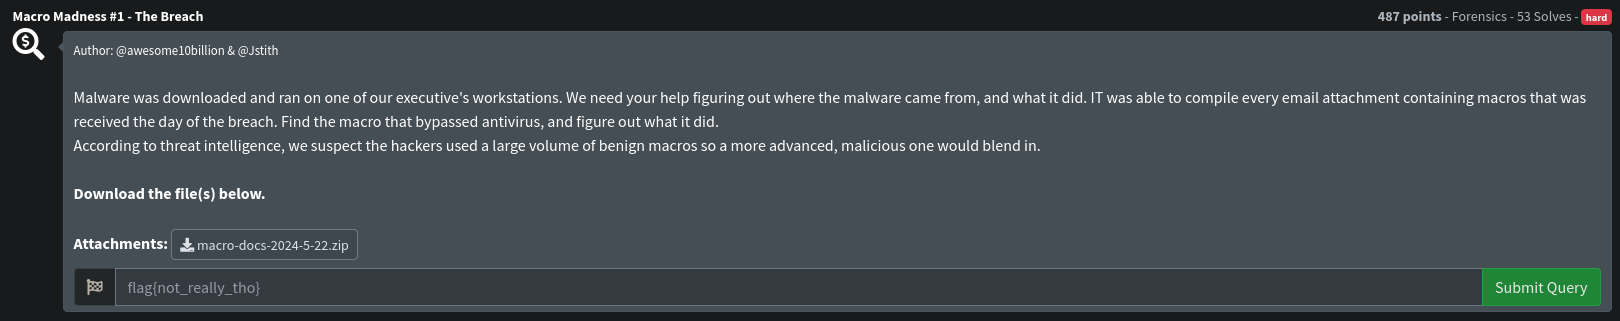 Macro Madness #1 - The Breach
487 points - Forensics - 53 Solves - hard
Author: @awesome10billion & @Jstith
Malware was downloaded and ran on one of our executive's workstations. We need your help figuring out where the malware came from, and what it did. IT was able to compile every email attachment containing macros that was
received the day of the breach. Find the macro that bypassed antivirus, and figure out what it did.
According to threat intelligence, we suspect the hackers used a large volume of benign macros so a more advanced, malicious one would blend in.
Download the file(s) below.
Attachments: macro-docs-2024-5-22.zip
flag{not_really_tho}
Submit Query